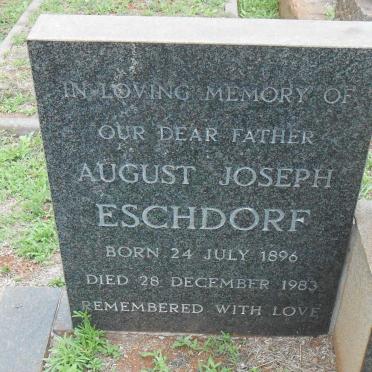 IN LOVING MEMORY OF
OUR DEAR FATHER
AUGUST JOSEPH
ESCHDORF
BORN 24 JULY 1896
DIED 28 DECEMBER 1983
REMEMBERED WITH LOVE